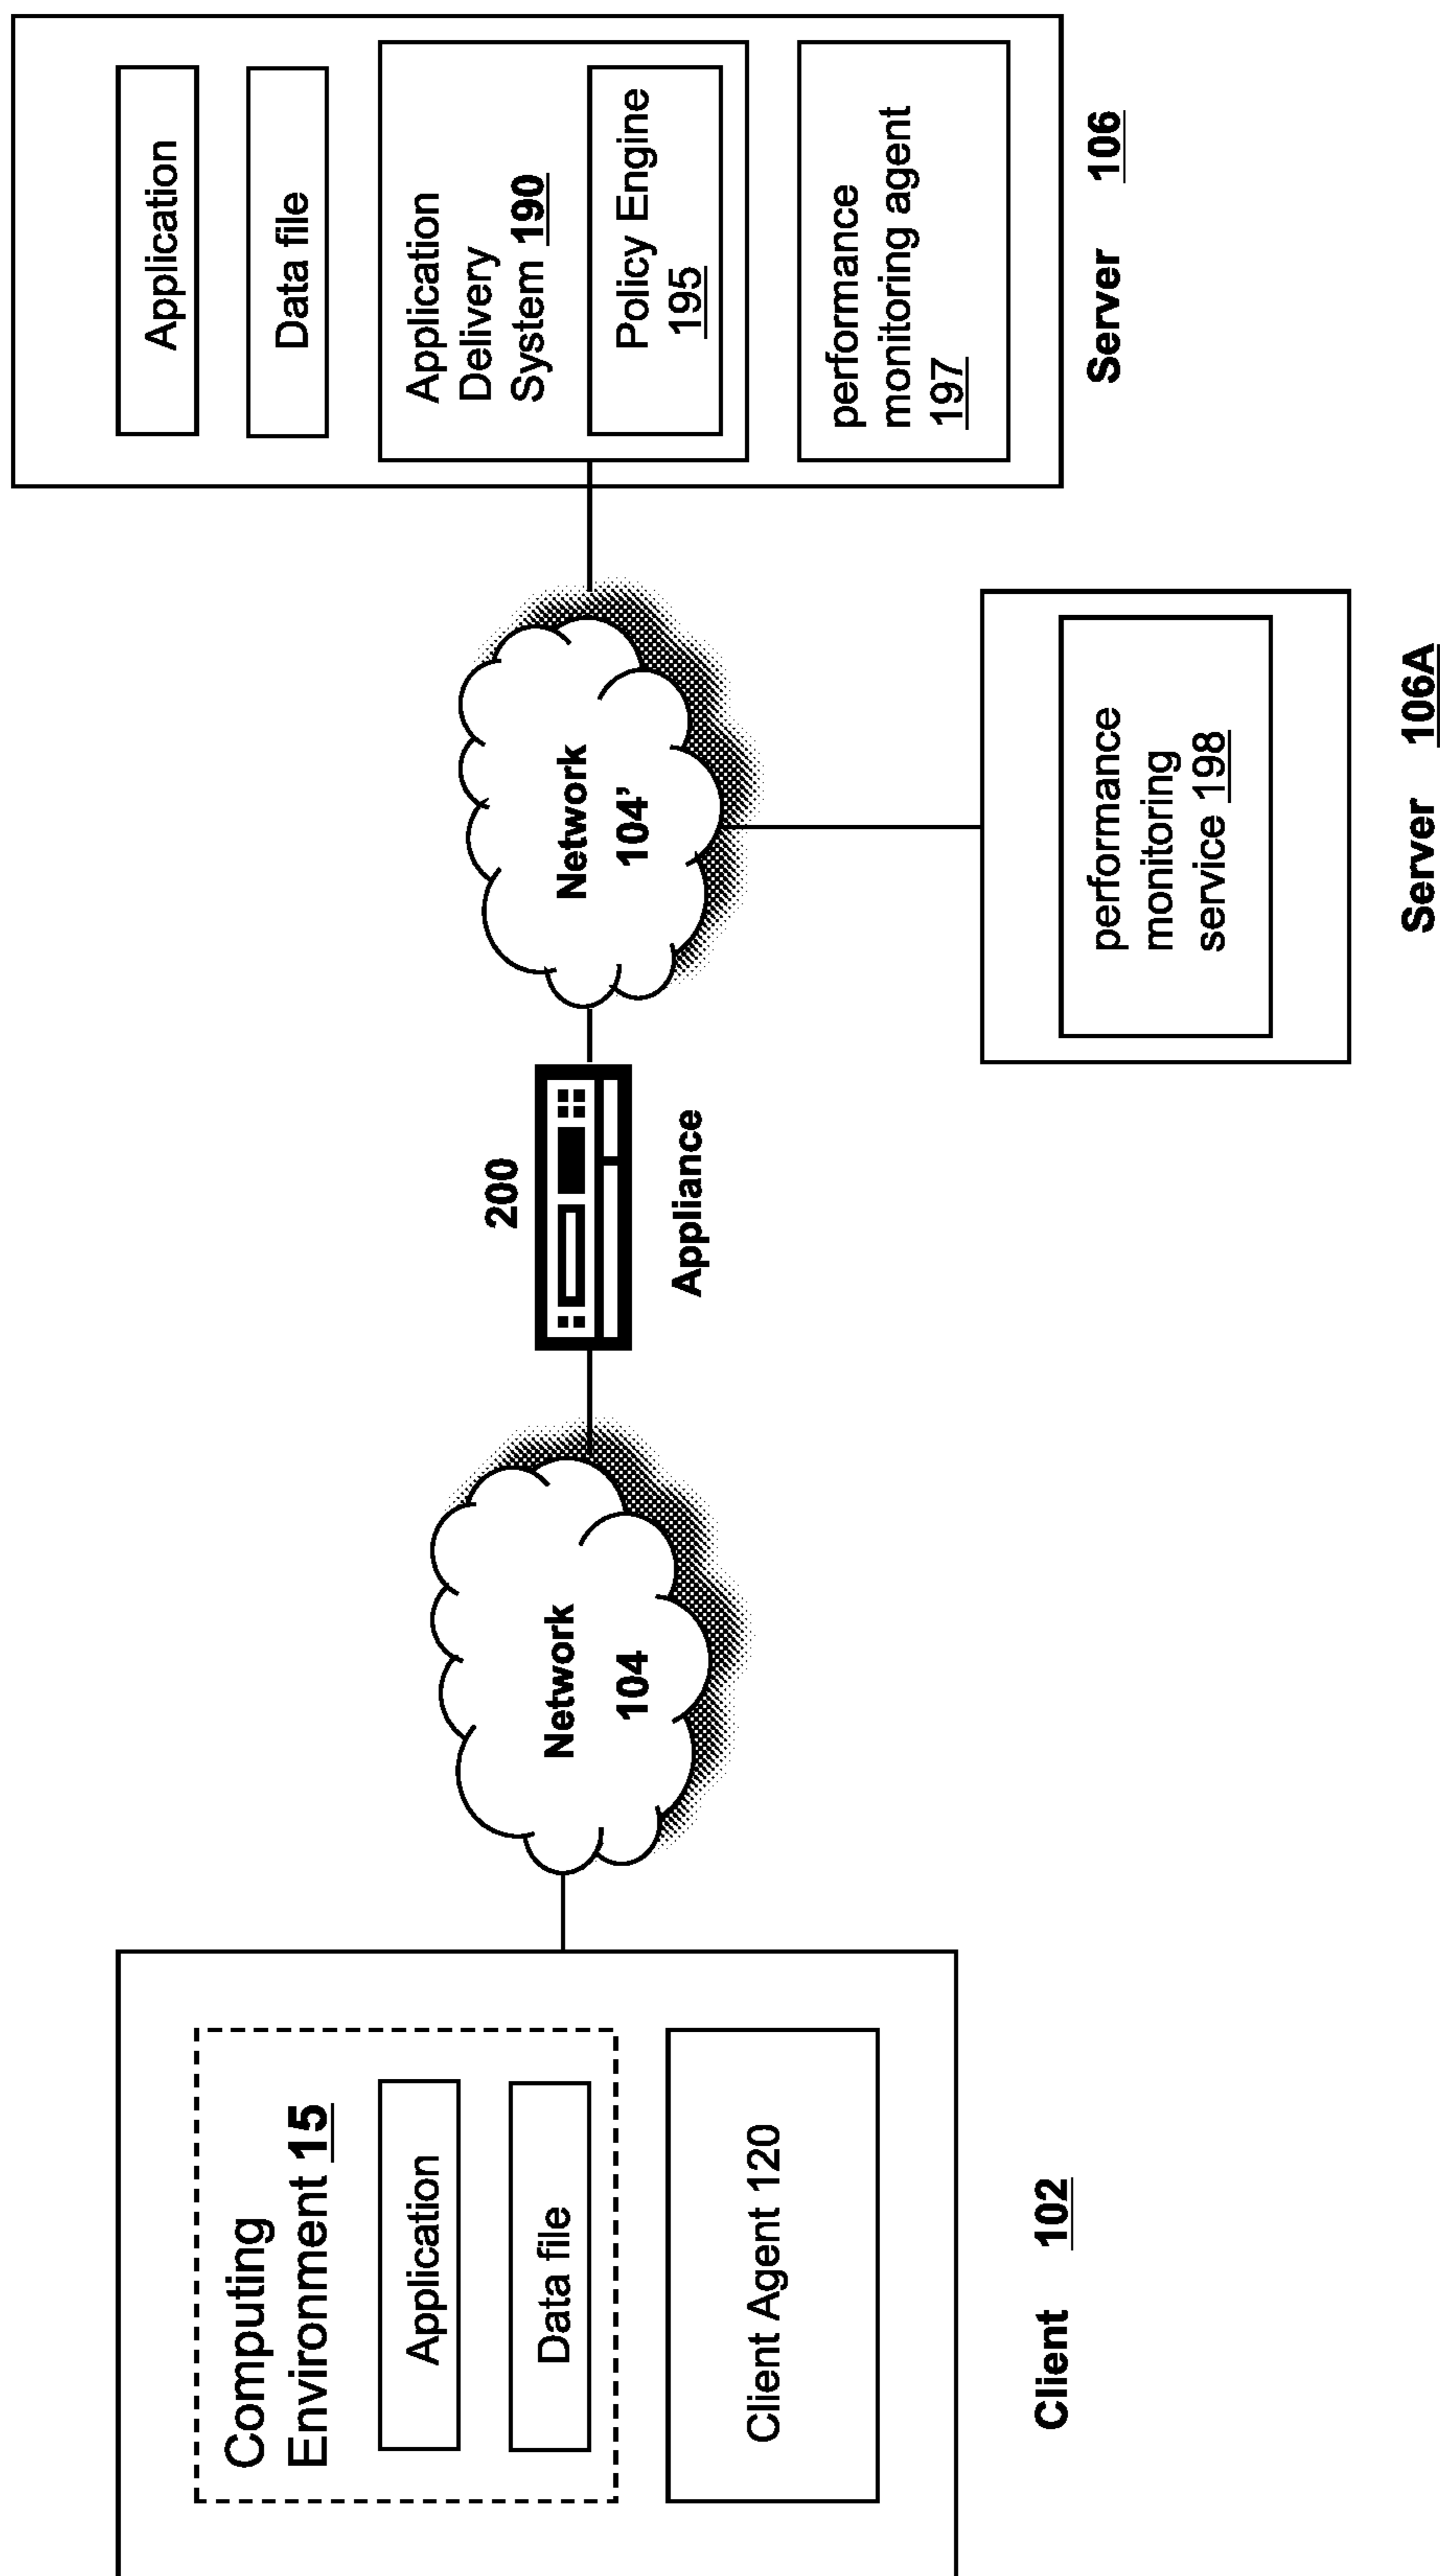 Computing
Environment 15
Application
Data file
Client Agent 120
Client 102
Network
104
200
Appliance
Network
104’
performance
monitoring
service 198
Server 106A
Application
Data file
Application
Delivery
System 190
Policy Engine
195
performance
monitoring agent
197
Server 106